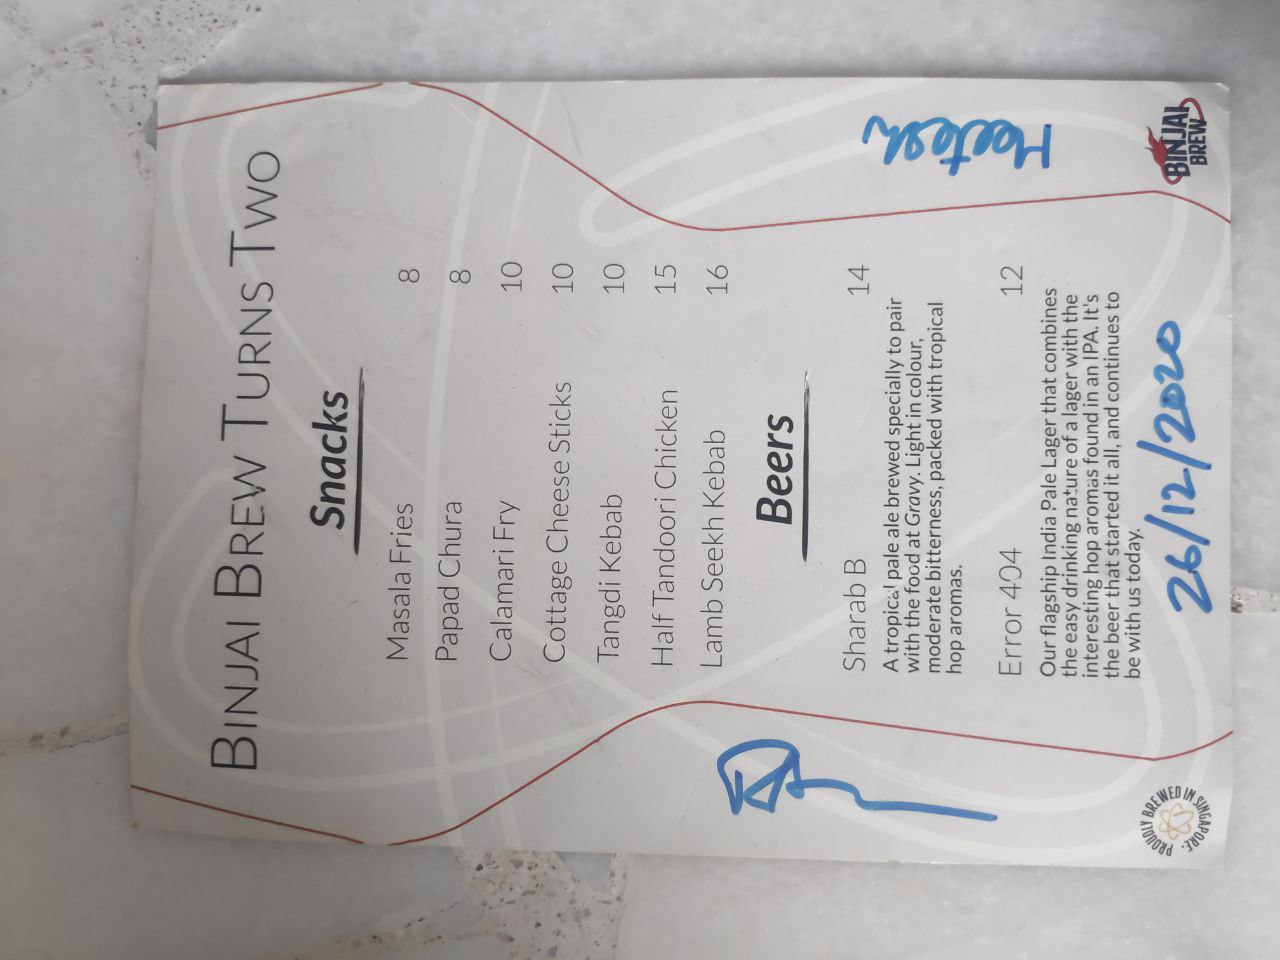 BINJAI BREW TURNS TWO
Snacks
Masala Fries 8
Papad Chura 8
Calamari Fry 10
Cottage Cheese Sticks 10
Tangdi Kebab 10
Half Tandoori Chicken 15
Lamb Seekh Kebab 16
Beers
Sharab B 14
A tropical pale ale brewed specially to pair
with the food at Gravy. Light in colour,
moderate bitterness, packed with tropical
hop aromas.
Error 404 12
Our flagship India Pale Lager that combines
the easy drinking nature of a lager with the
interesting hop aromas found in an IPA. It's
the beer that started it all, and continues to
be with us today.
26/12/2020
Heetesh
PROUDLY BREWED IN SINGAPORE.
BINJAI
BREW